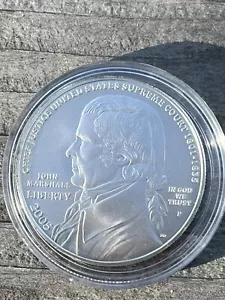 CHIEF JUSTICE UNITED STATES SUPREME COURT 1801-1835
JOHN
MARSHALL
LIBERTY
2005
IN GOD
WE
TRUST
P